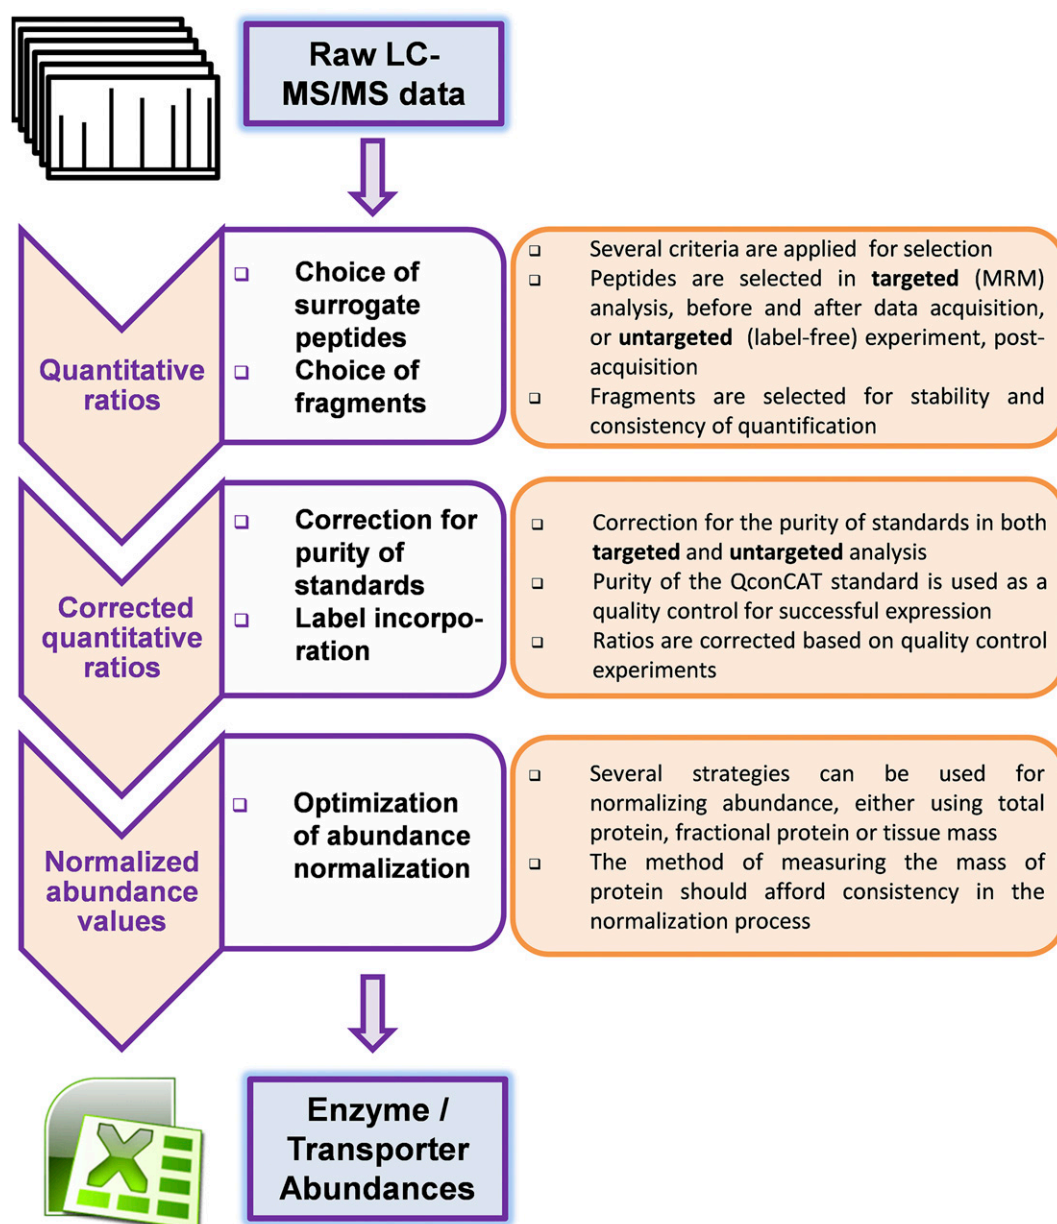 Raw LC-
MS/MS data
Quantitative
ratios
❑ Choice of
surrogate
peptides
❑ Choice of
fragments
❑ Several criteria are applied for selection
❑ Peptides are selected in targeted (MRM)
analysis, before and after data acquisition,
or untargeted (label-free) experiment, post-
acquisition
❑ Fragments are selected for stability and
consistency of quantification
Corrected
quantitative
ratios
❑ Correction for
purity of
standards
❑ Label incorpo-
ration
❑ Correction for the purity of standards in both
targeted and untargeted analysis
❑ Purity of the QconCAT standard is used as a
quality control for successful expression
❑ Ratios are corrected based on quality control
experiments
Normalized
abundance
values
❑ Optimization
of abundance
normalization
❑ Several strategies can be used for
normalizing abundance, either using total
protein, fractional protein or tissue mass
❑ The method of measuring the mass of
protein should afford consistency in the
normalization process
X
Enzyme /
Transporter
Abundances